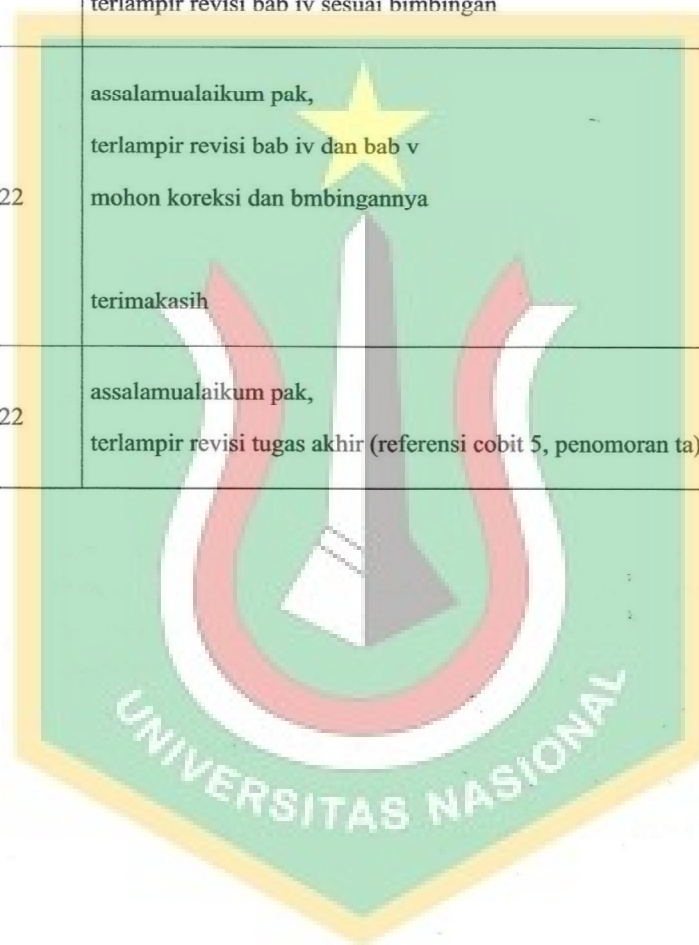 terlampir revisi bab iv sesuai bimbingan
assalamualaikum pak,
terlampir revisi bab iv dan bab v
22
mohon koreksi dan bmbingannya
terimakasih
assalamualaikum pak,
22
terlampir revisi tugas akhir (referensi cobit 5, penomoran ta)
UNIVERSITAS NASIONAL